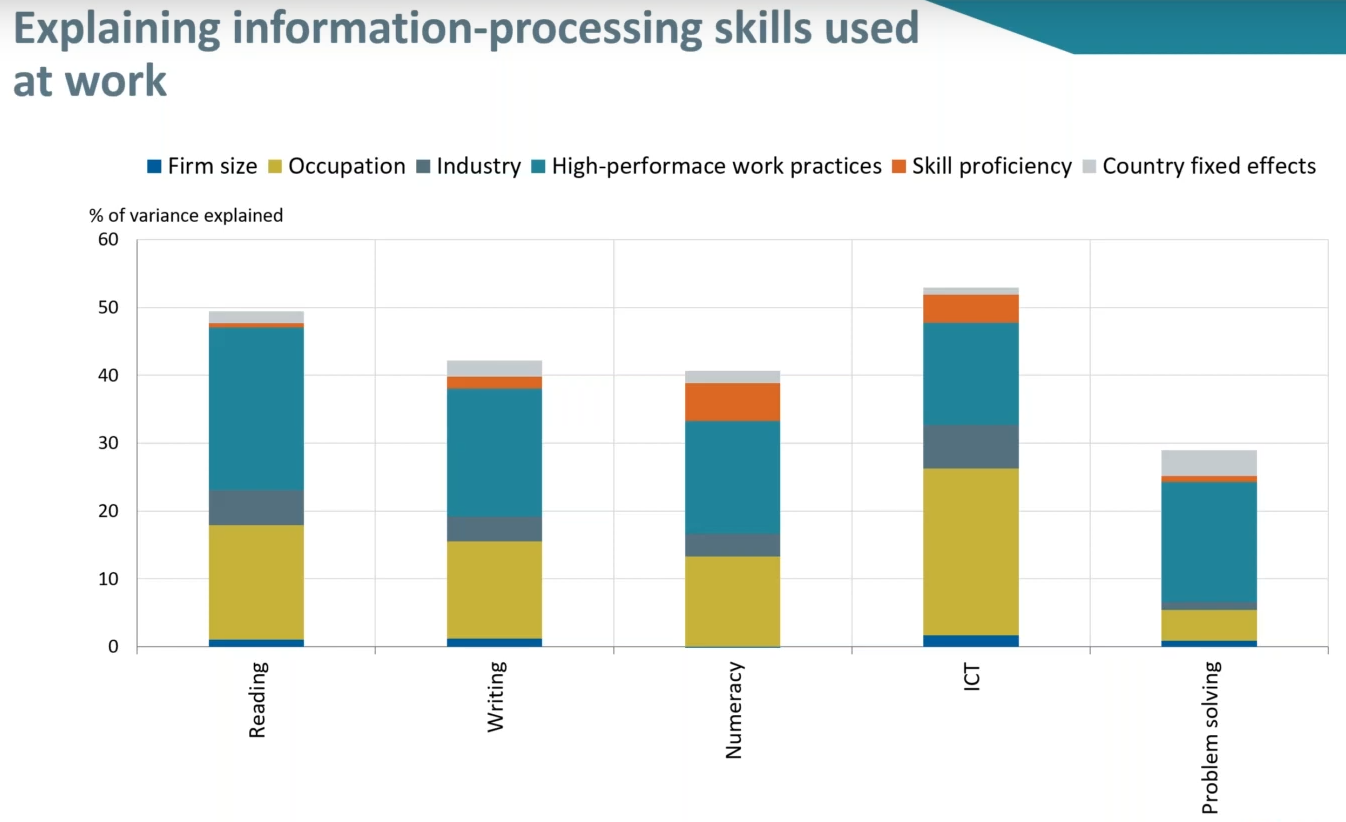 Explaining information-processing skills used
at work
Firm size Occupation Industry High-performace work practices Skill proficiency Country fixed effects
% of variance explained
60
50
40
30
20
10
0
Reading
Writing
Numeracy
ICT
Problem solving